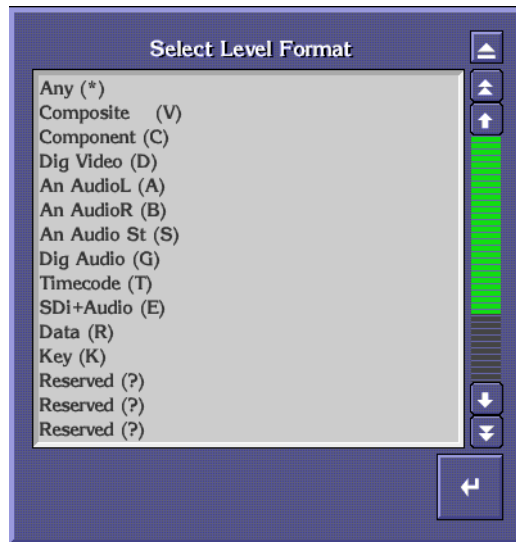 Select Level Format
Any (*)
Composite (V)
Component (C)
Dig Video (D)
An AudioL (A)
An AudioR (B)
An Audio St (S)
Dig Audio (G)
Timecode (T)
SDi+Audio (E)
Data (R)
Key (K)
Reserved (?)
Reserved (?)
Reserved (?)